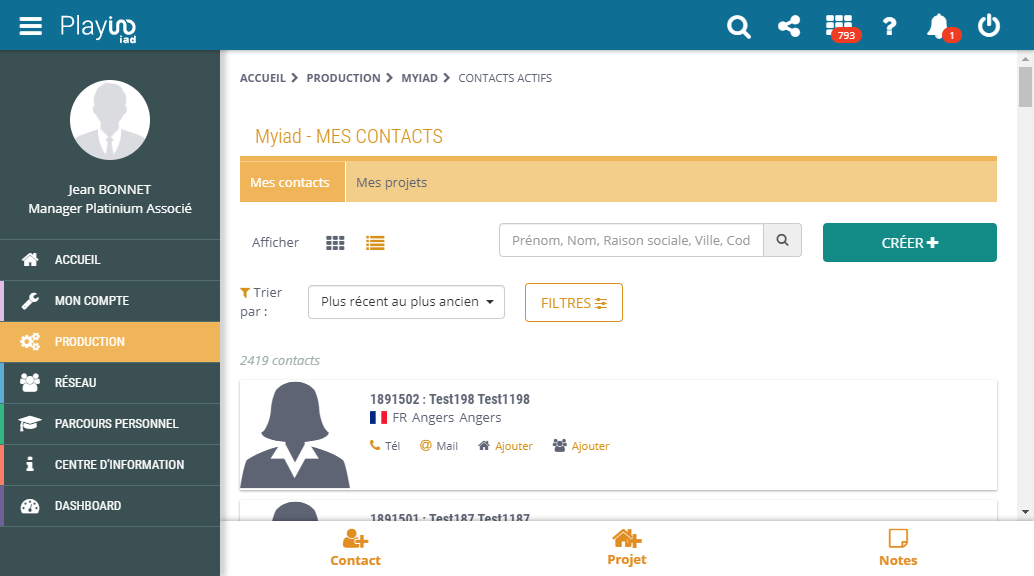 Playiad
iad
793
?
1
Jean BONNET
Manager Platinium Associé
ACCUEIL
MON COMPTE
PRODUCTION
RÉSEAU
PARCOURS PERSONNEL
CENTRE D'INFORMATION
DASHBOARD
ACCUEIL > PRODUCTION > MYIAD > CONTACTS ACTIFS
Myiad - MES CONTACTS
Mes contacts
Mes projets
Afficher
Prénom, Nom, Raison sociale, Ville, Cod
CRÉER
Trier
par :
Plus récent au plus ancien
FILTRES
2419 contacts
1891502 : Test198 Test1198
FR Angers Angers
Tél @ Mail Ajouter Ajouter
1891501 : Test187 Test1187
Contact
Projet
Notes